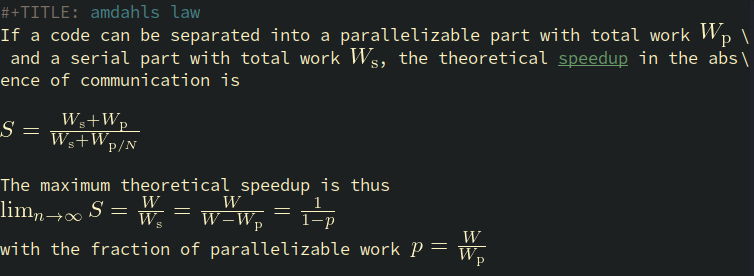 #+TITLE: amdahls law
If a code can be separated into a parallelizable part with total work $W_{\mathrm{p}}$ \
and a serial part with total work $W_{\mathrm{s}}$, the theoretical speedup in the abs\
ence of communication is
$S = \frac{W_{\mathrm{s}}+W_{\mathrm{p}}}{W_{\mathrm{s}}+W_{\mathrm{p}/N}}$
The maximum theoretical speedup is thus
$\lim_{n\to\infty} S = \frac{W}{W_{\mathrm{s}}} = \frac{W}{W-W_{\mathrm{p}}} = \frac{1}{1-p}$
with the fraction of parallelizable work $p = \frac{W}{W_{\mathrm{p}}}$